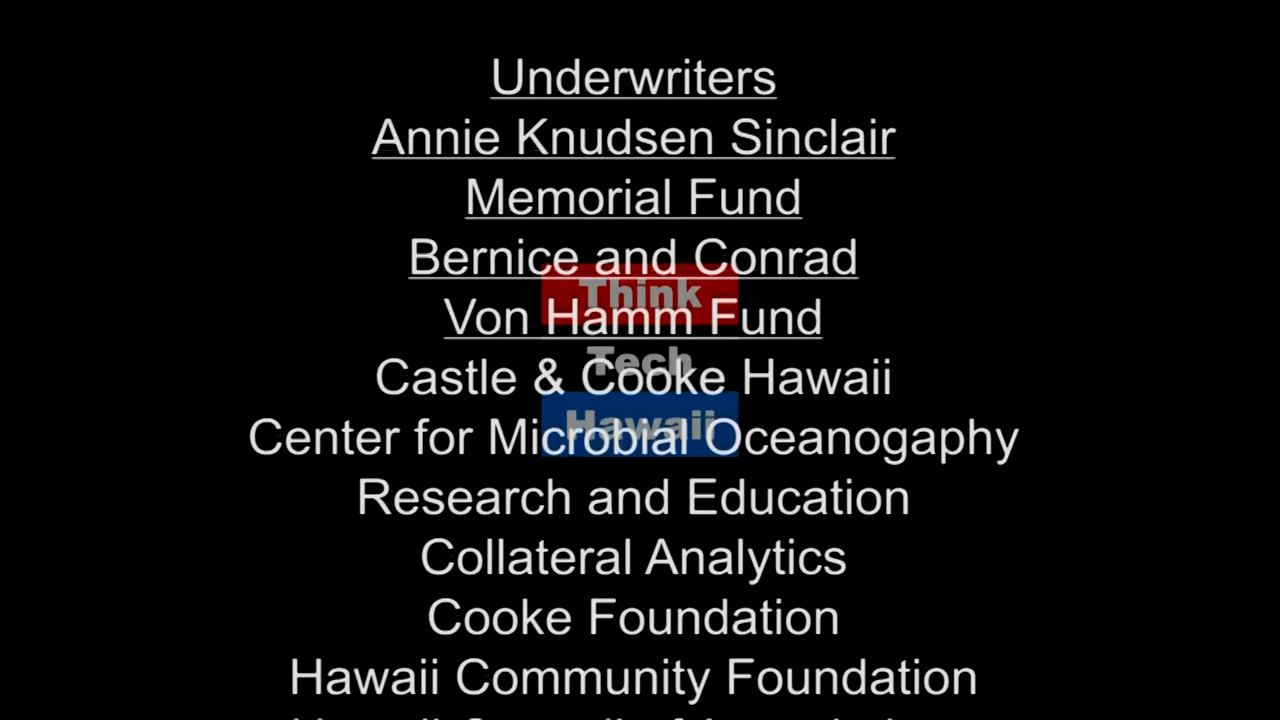 Underwriters
Annie Knudsen Sinclair
Memorial Fund
Bernice and Conrad
Think
Von Hamm Fund
Tech
Castle & Cooke Hawaii
Hawaii
Center for Microbial Oceanogaphy
Research and Education
Collateral Analytics
Cooke Foundation
Hawaii Community Foundation